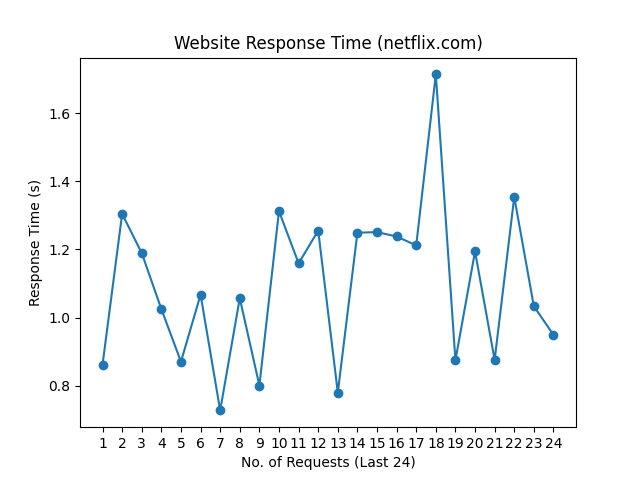 Website Response Time (netflix.com)
Response Time (s)
1.6
1.4
1.2
1.0
0.8
1 2 3 4 5 6 7 8 9 10 11 12 13 14 15 16 17 18 19 20 21 22 23 24
No. of Requests (Last 24)